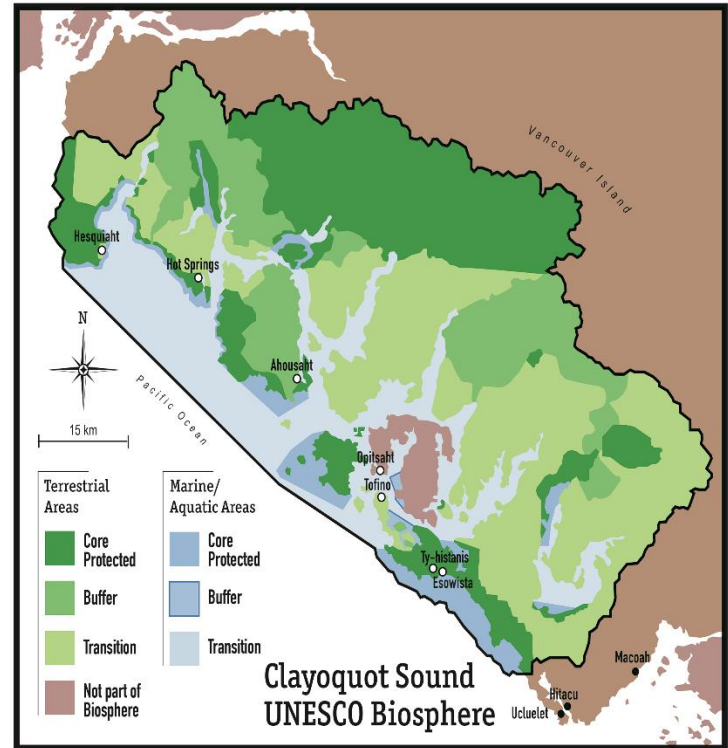 Vancouver Island
Hesquiaht
Hot Springs
N
Ahousaht
Pacific Ocean
15 km
Opitsaht
Tofino
Terrestrial
Areas
Core
Protected
Buffer
Transition
Not part of
Biosphere
Marine/
Aquatic Areas
Core
Protected
Buffer
Transition
Ty-histanis
Esowista
Clayoquot Sound
UNESCO Biosphere
Macoah
Hitacu
Ucluelet